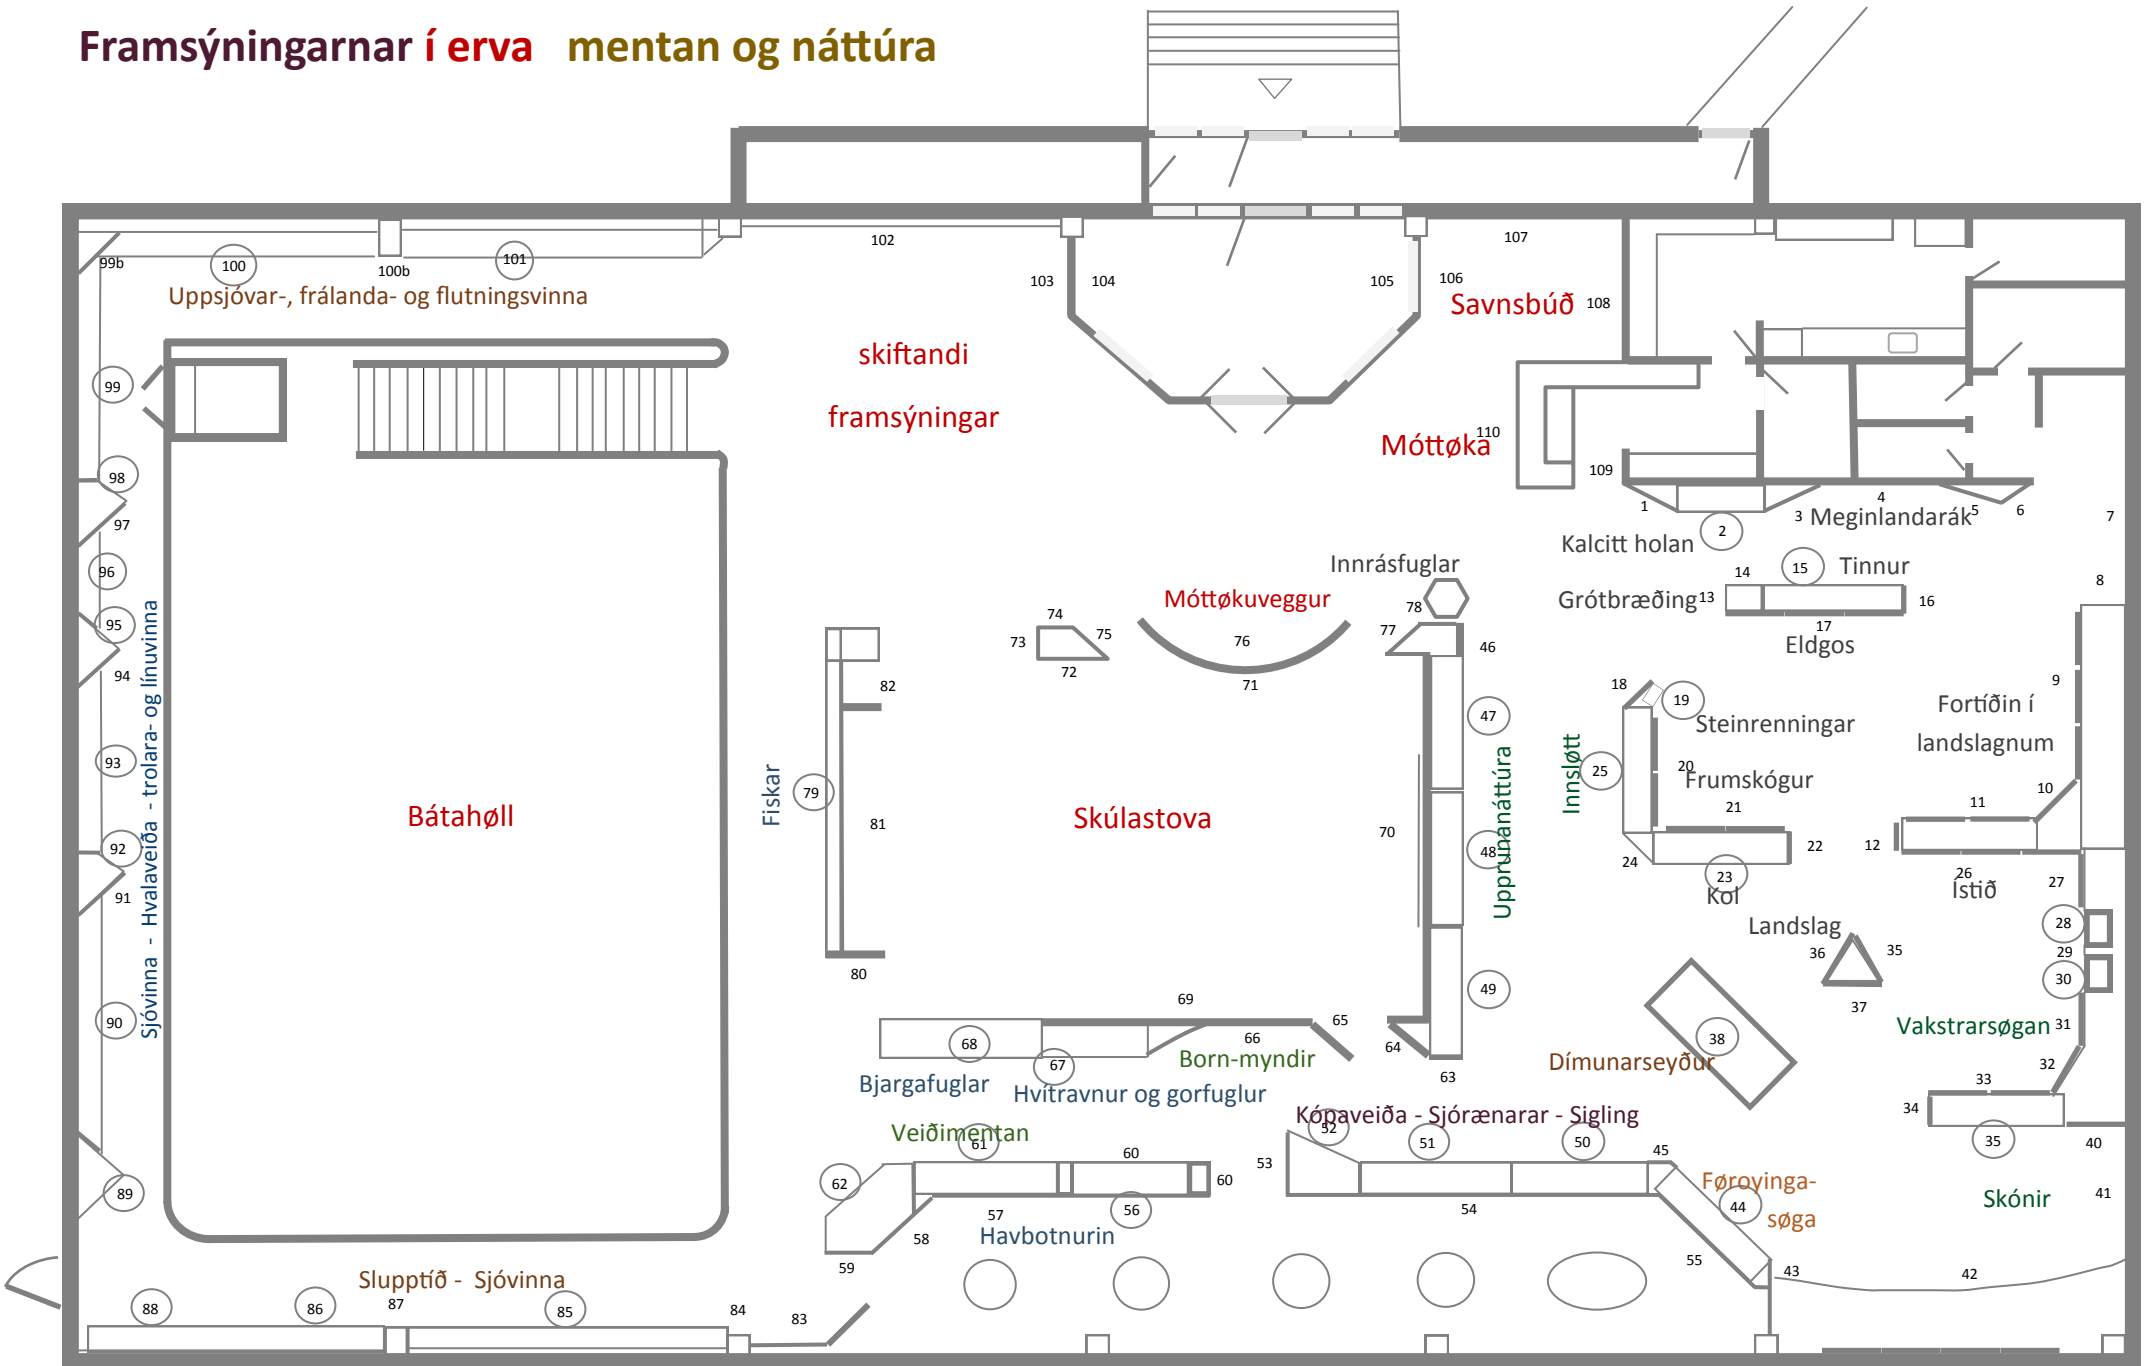 Framsýningarnar í erva mentan og náttúra
102
107
99b
100
100b
101
103
104
105
106
Uppsjóvar-, frálanda- og flutningsvinna
Savnsbúð
108
skiftandi
framsýningar
99
Móttøka
110
109
98
97
1
2
3
4
5
6
7
Meginlandarák
Kalcitt holan
Innrásfuglar
96
14
15
Tinnur
8
Móttøkuveggur
Grótbræðing
13
16
78
17
Eldgos
95
94
73
74
75
72
76
71
77
46
82
9
18
19
47
Steinrenningar
Fortíðin í
landslagnum
Sjóvinna - Hvalaveiða - trolara- og línuvinna
93
Fiskar
79
81
Bátahøll
Skúlastova
70
Upprunanáttúra
48
Innsløtt
25
20
Frumskógur
21
10
11
12
22
24
23
Kol
26
Ístið
27
92
91
Landslag
28
29
30
36
35
37
80
49
90
69
65
68
66
64
67
63
Born-myndir
Bjargafuglar
Hvítravnur og gorfuglur
38
Dímunarseyður
Vakstrarsøgan
31
32
33
34
35
Veiðimentan
61
60
60
Kópaveiða - Sjórænarar - Sigling
52
51
50
53
45
40
41
62
89
57
56
54
Føroyinga-
søga
44
Skónir
58
Havbotnurin
59
55
43
42
Slupptíð - Sjóvinna
88
86
87
85
84
83